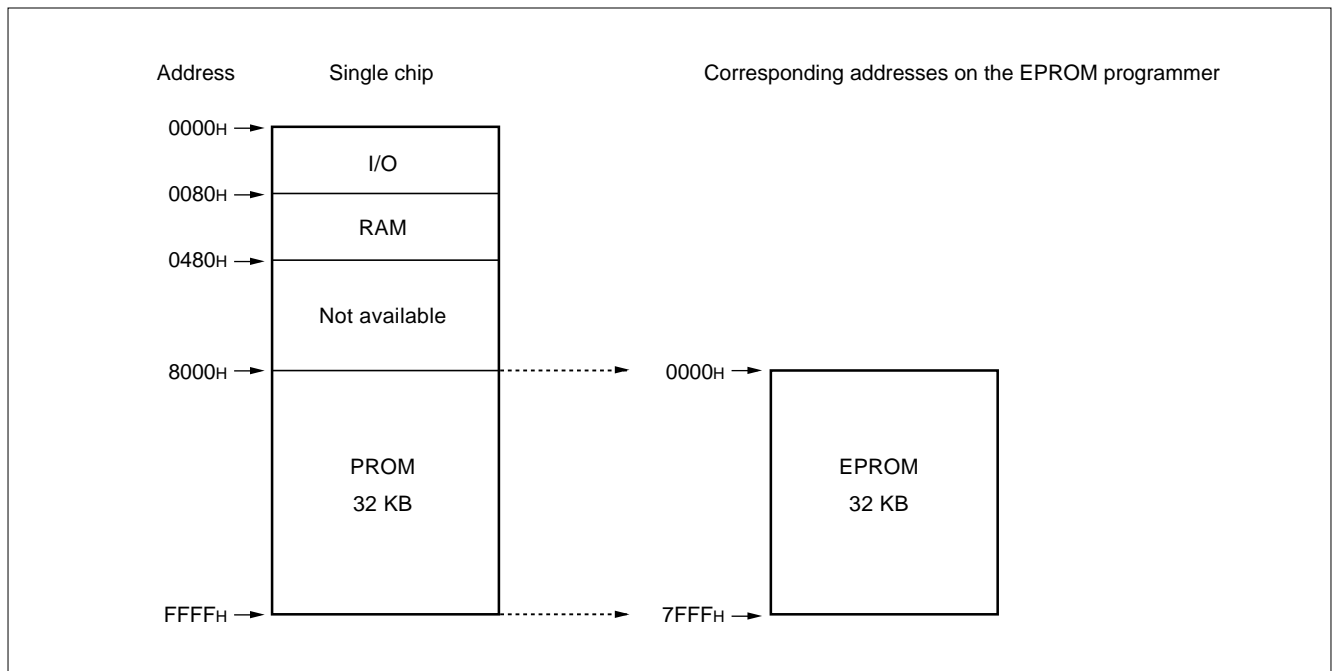 Address Single chip Corresponding addresses on the EPROM programmer
0000H
I/O
0080H
RAM
0480H
Not available
8000H 0000H
PROM EPROM
32 KB 32 KB
FFFFH 7FFFH